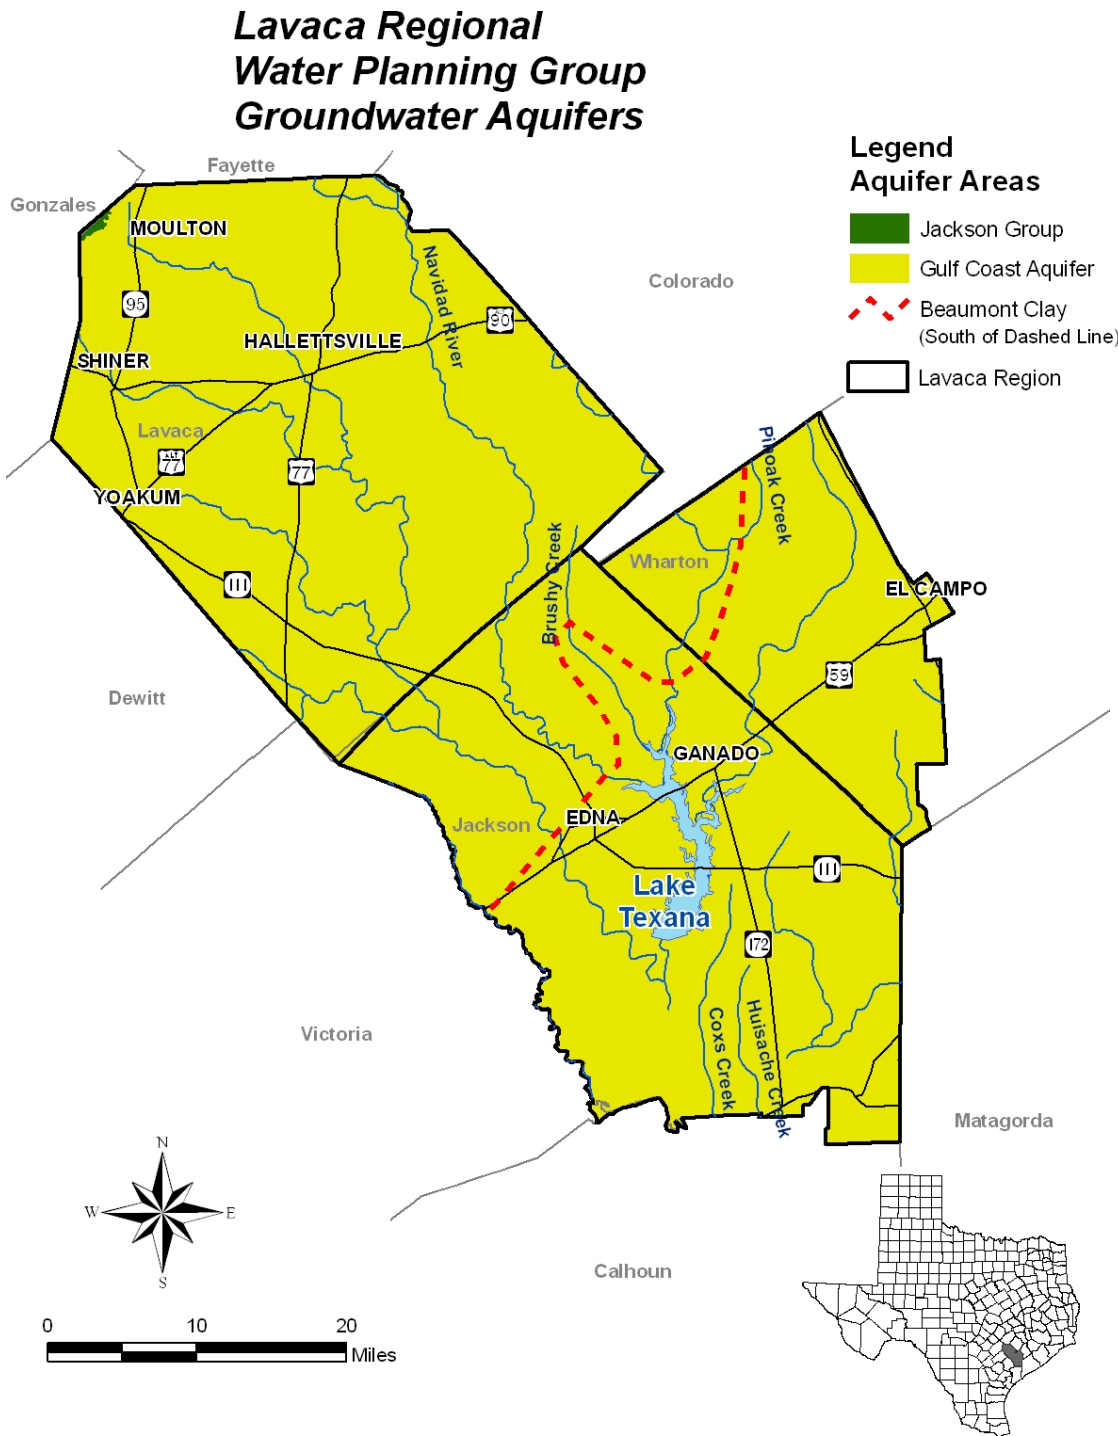 Lavaca Regional
Water Planning Group
Groundwater Aquifers
Legend
Aquifer Areas
Jackson Group
Gulf Coast Aquifer
Beaumont Clay
(South of Dashed Line)
Lavaca Region
Fayette
Gonzales
MOULTON
95
Navidad River
Colorado
90
HALLETTSVILLE
SHINER
Lavaca
ALT
77
77
YOAKUM
Pinoak Creek
Brushy Creek
Wharton
111
EL CAMPO
59
Dewitt
GANADO
EDNA
Jackson
111
Lake
Texana
172
Victoria
Coxs Creek
Huisache Creek
Matagorda
N
W
E
S
Calhoun
0
10
20
Miles